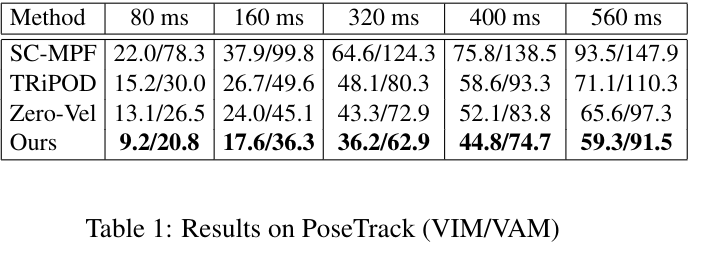 Method 80 ms 160 ms 320 ms 400 ms 560 ms
SC-MPF 22.0/78.3 37.9/99.8 64.6/124.3 75.8/138.5 93.5/147.9
TRiPOD 15.2/30.0 26.7/49.6 48.1/80.3 58.6/93.3 71.1/110.3
Zero-Vel 13.1/26.5 24.0/45.1 43.3/72.9 52.1/83.8 65.6/97.3
Ours 9.2/20.8 17.6/36.3 36.2/62.9 44.8/74.7 59.3/91.5
Table 1: Results on PoseTrack (VIM/VAM)